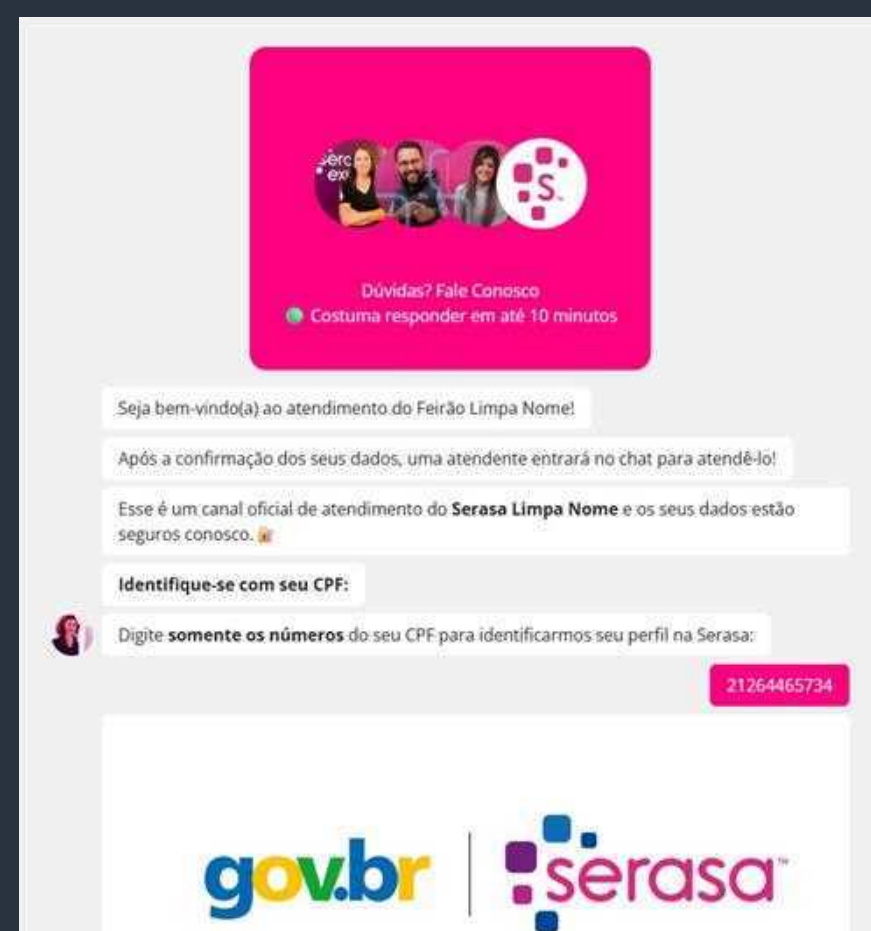 serc
ex
S
Dúvidas? Fale Conosco
Costuma responder em até 10 minutos
Seja bem-vindo(a) ao atendimento do Feirão Limpa Nome!
Após a confirmação dos seus dados, uma atendente entrará no chat para atendê-lo!
Esse é um canal oficial de atendimento do Serasa Limpa Nome e os seus dados estão
seguros conosco.
Identifique-se com seu CPF:
Digite somente os números do seu CPF para identificarmos seu perfil na Serasa:
21264465734
gov.br
serasa™